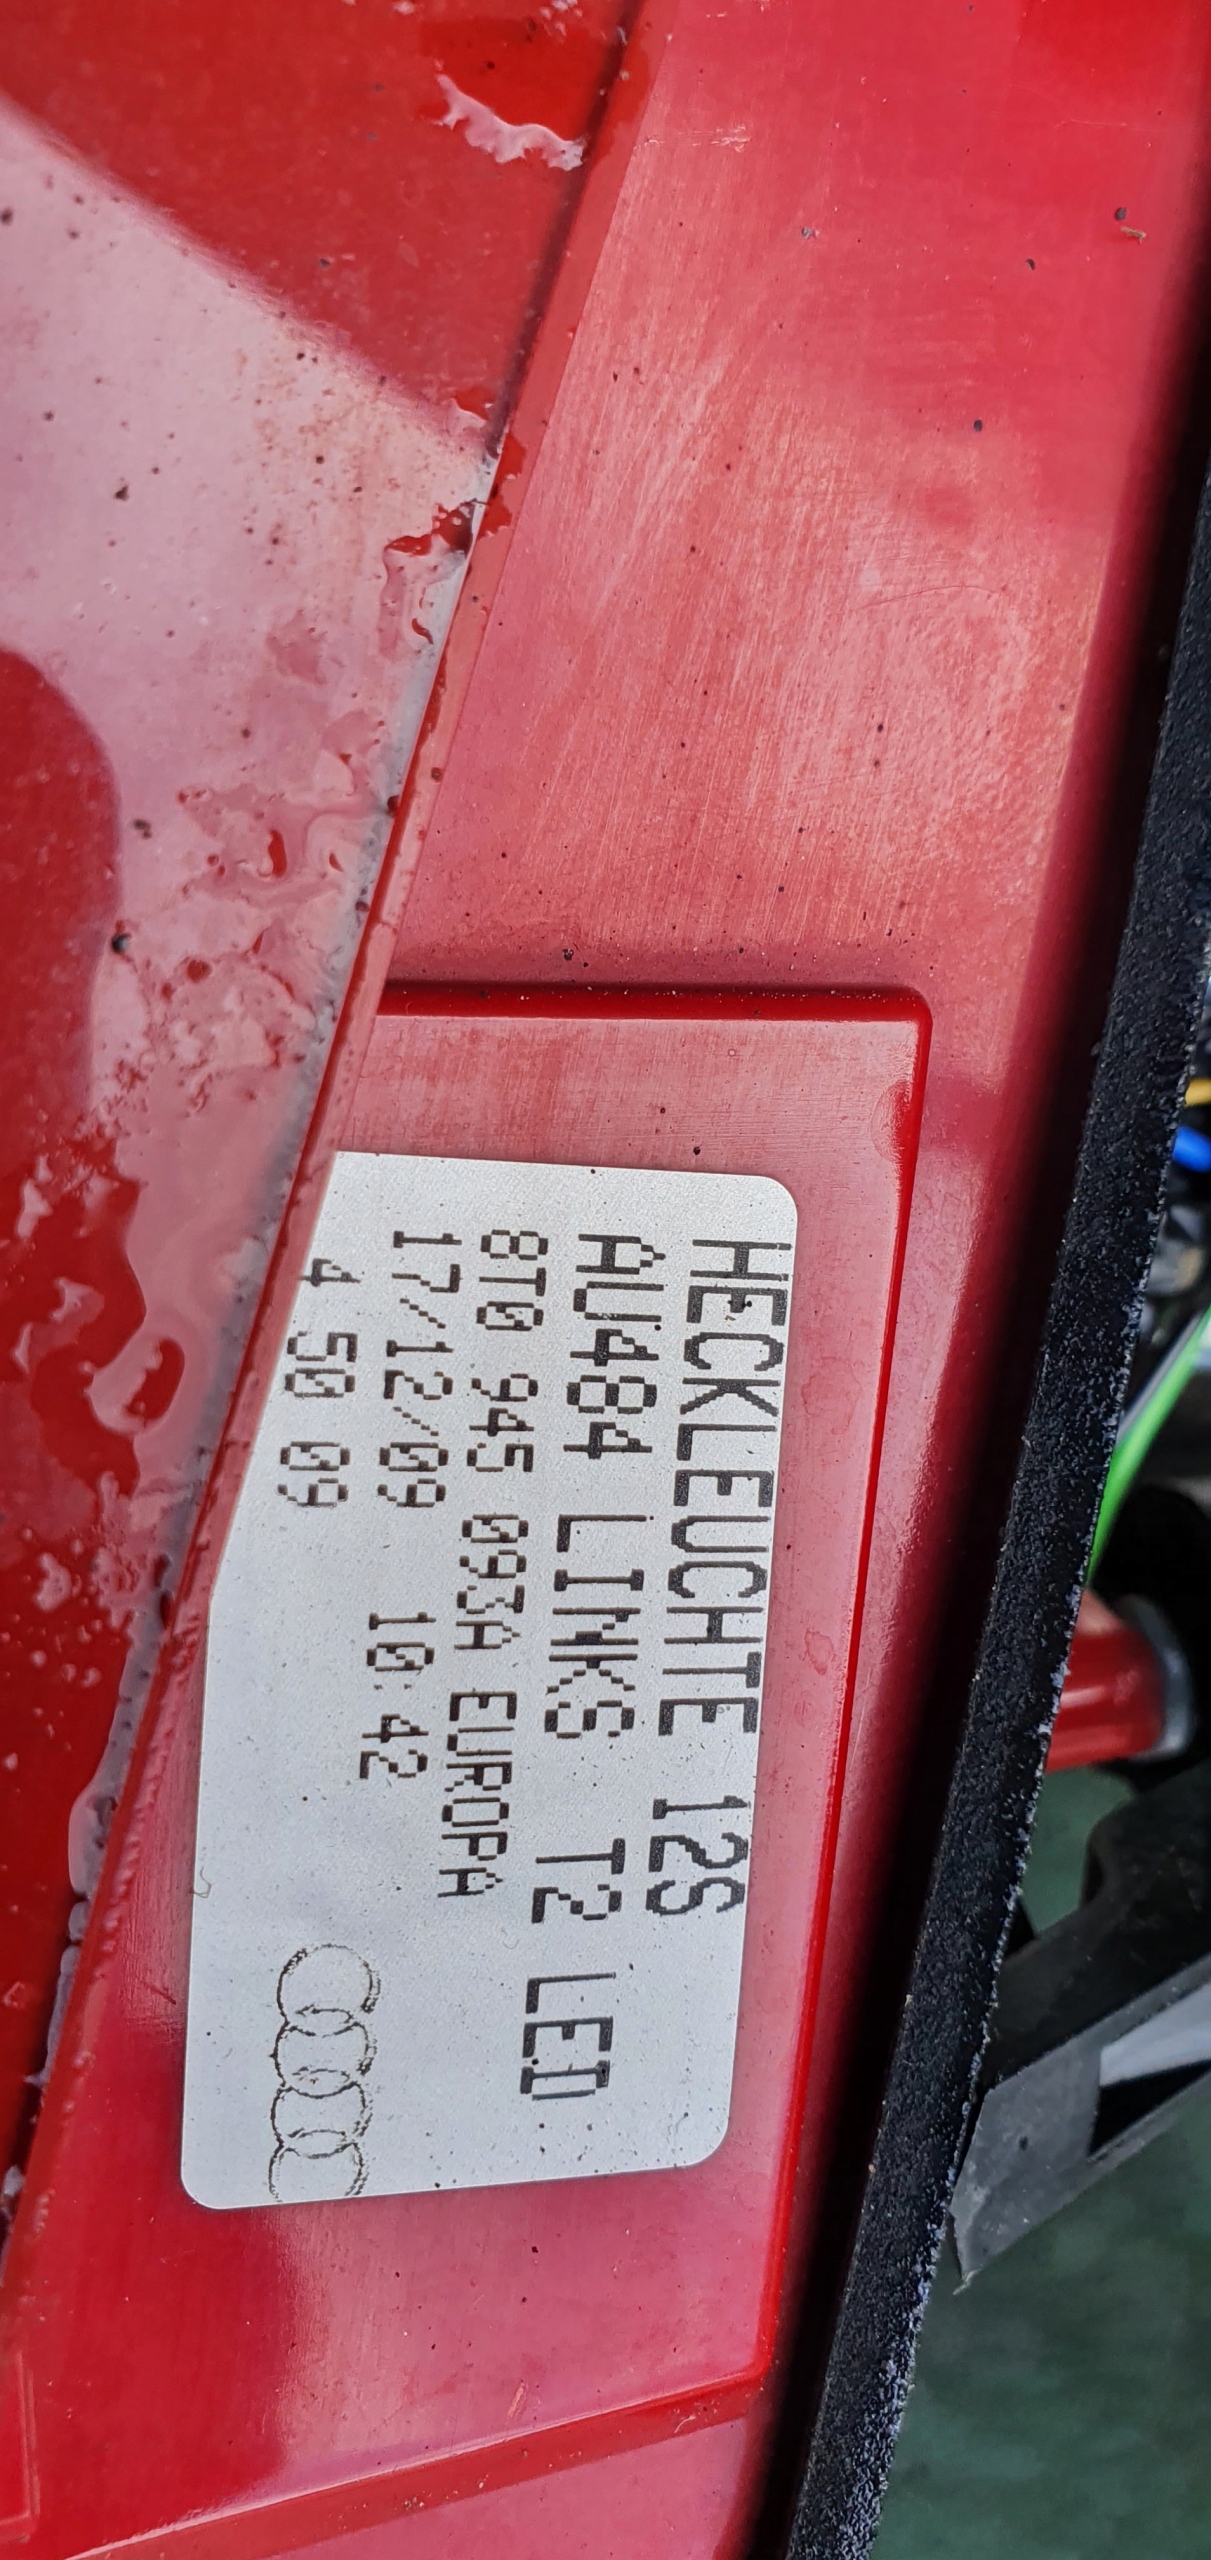 HECKLEUCHTE 12S
AU484 LINKS T2 LED
8T0 945 093A EUROPA
17/12/09 10:42
4 50 09